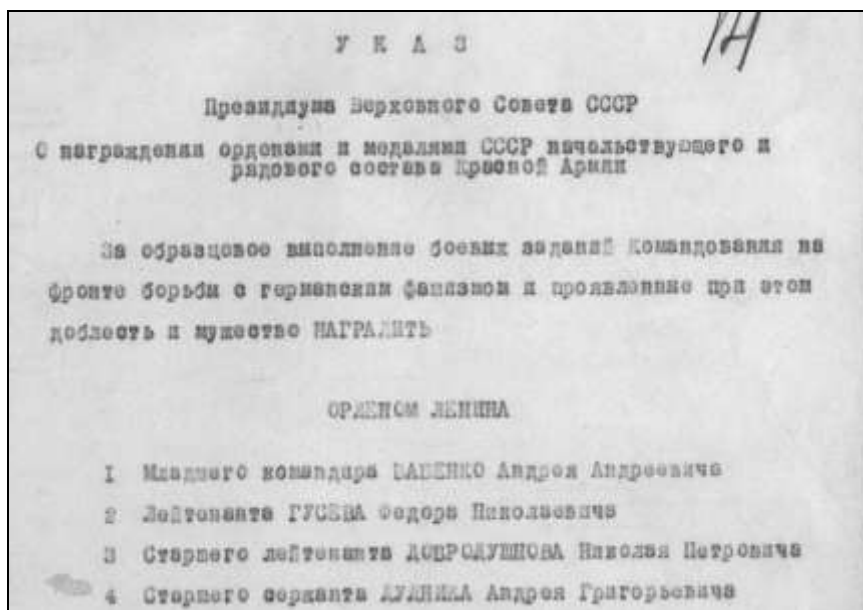 14
У К А З
Президиума Верховного Совета СССР
О награждении орденами и медалями СССР начальствующего и
рядового состава Красной Армии
За образцовое выполнение боевых заданий Командования на
фронте борьбы с германским фашизмом и проявленные при этом
доблесть и мужество НАГРАДИТЬ
ОРДЕНОМ ЛЕНИНА
1 Младшего командира Андрея Андреевича
2 Лейтенанта ГУСЕВА Федора Николаевича
3 Старшего лейтенанта ДОБРОДУШНОВА Николая Петровича
4 Старшего сержанта ДУДНИКА Андрея Григорьевича